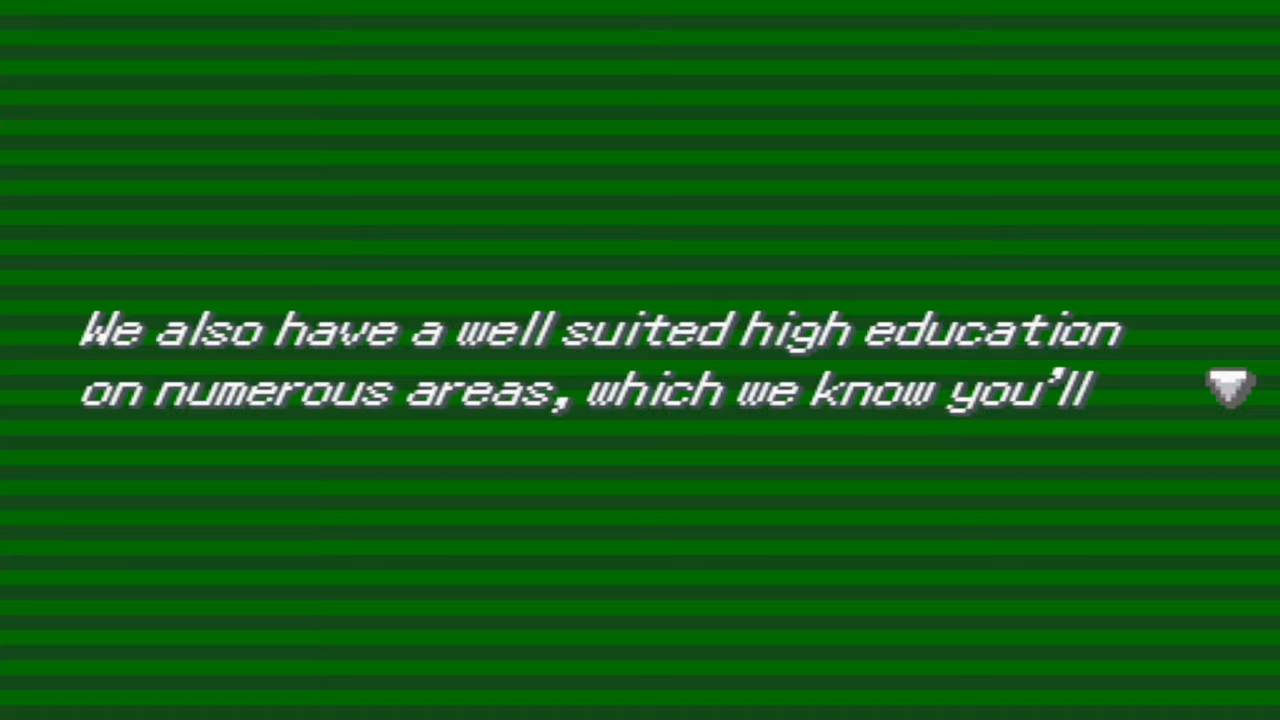 We also have a well suited high education
on numerous areas, which we know you'll